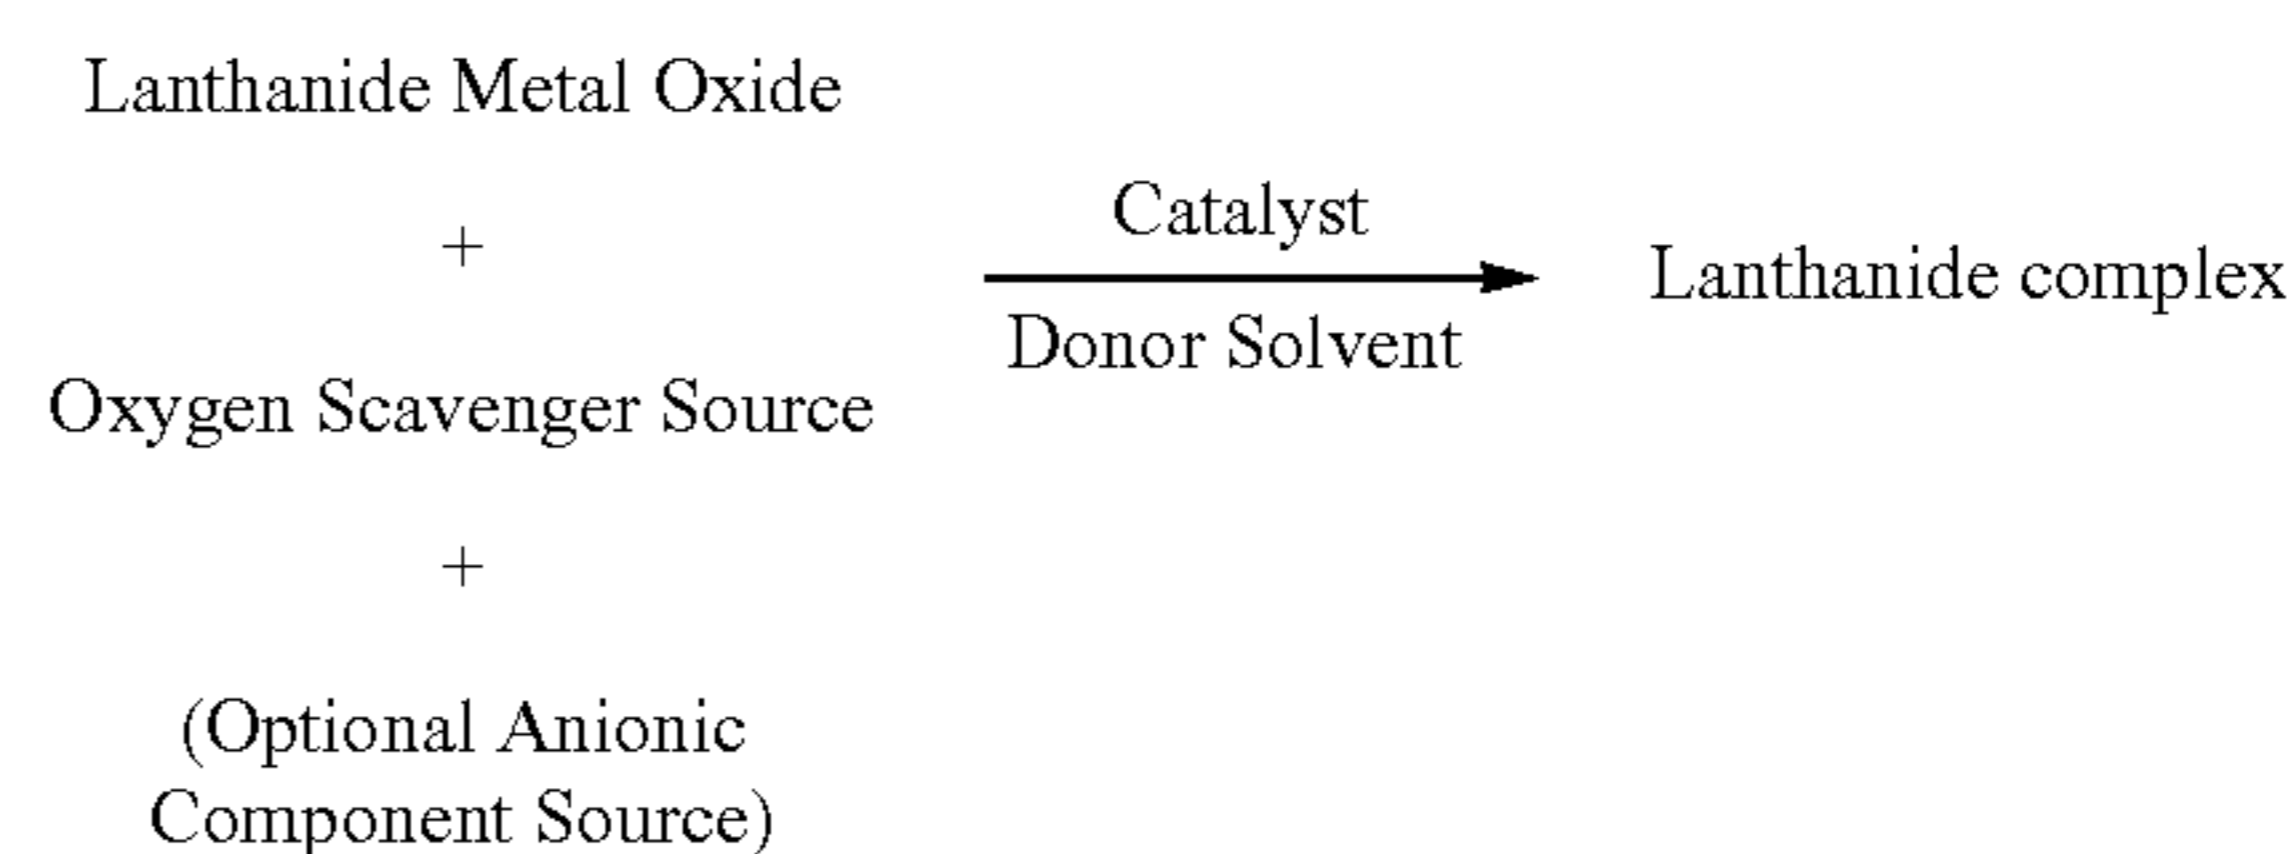 Lanthanide Metal Oxide
+
Oxygen Scavenger Source
+
(Optional Anionic
Component Source)
Catalyst
Donor Solvent
Lanthanide complex